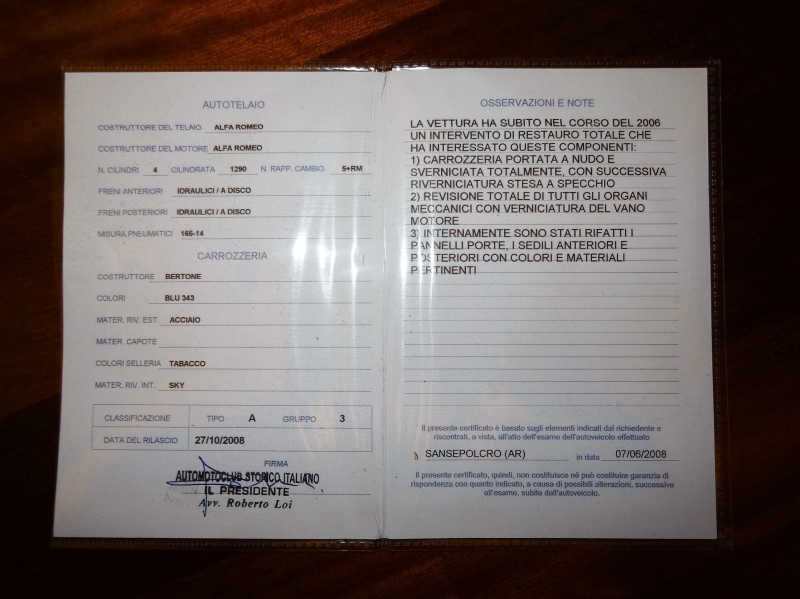 AUTOTELAIO
COSTRUTTORE DEL TELAIO ALFA ROMEO
COSTRUTTORE DEL MOTORE ALFA ROMEO
N. CILINDRI 4 CILINDRATA 1290 N. RAPP. CAMBIO 5+RM
FRENI ANTERIORI IDRAULICI / A DISCO
FRENI POSTERIORI IDRAULICI / A DISCO
MISURA PNEUMATICI 165-14
CARROZZERIA
COSTRUTTORE BERTONE
COLORI BLU 343
MATER. RIV. EST. ACCIAIO
MATER. CAPOTE
COLORI SELLERIA TABACCO
MATER. RIV. INT. SKY
CLASSIFICAZIONE TIPO A GRUPPO 3
DATA DEL RILASCIO 27/10/2008
FIRMA
AUTOMOTOCLUB STORICO ITALIANO
IL PRESIDENTE
Avv. Roberto Loi
OSSERVAZIONI E NOTE
LA VETTURA HA SUBITO NEL CORSO DEL 2006
UN INTERVENTO DI RESTAURO TOTALE CHE
HA INTERESSATO QUESTE COMPONENTI:
1) CARROZZERIA PORTATA A NUDO E
SVERNICIATA TOTALMENTE, CON SUCCESSIVA
RIVERNICIATURA STESA A SPECCHIO
2) REVISIONE TOTALE DI TUTTI GLI ORGANI
MECCANICI CON VERNICIATURA DEL VANO
MOTORE
3) INTERNAMENTE SONO STATI RIFATTI I
PANNELLI PORTE, I SEDILI ANTERIORI E
POSTERIORI CON COLORI E MATERIALI
PERTINENTI
Il presente certificato è basato sugli elementi indicati dal richiedente e
riscontrati, a vista, all'atto dell'esame dell'autoveicolo effettuato
a SANSEPOLCRO (AR) in data 07/06/2008
Il presente certificato, quindi, non costituisce né può costituire garanzia di
rispondenza con quanto indicato, a causa di possibili alterazioni, successive
all'esame, subite dall'autoveicolo.